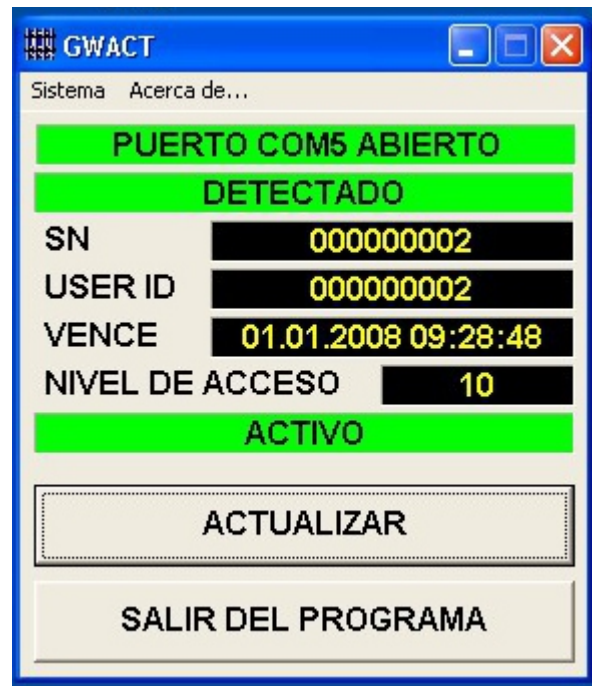 GWACT
Sistema Acerca de...
PUERTO COM5 ABIERTO
DETECTADO
SN 000000002
USER ID 000000002
VENCE 01.01.2008 09:28:48
NIVEL DE ACCESO 10
ACTIVO
ACTUALIZAR
SALIR DEL PROGRAMA